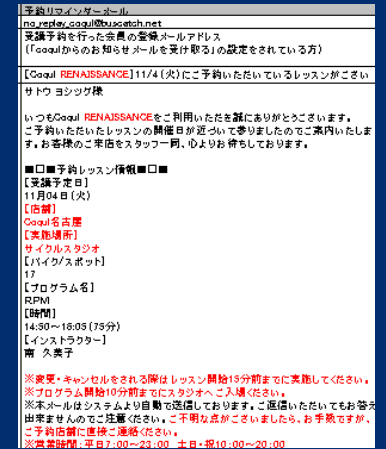 予約リマインダーメール
no_replay_caqul@buscatch.net
受講予約を行った会員の登録メールアドレス
(「caqulからのお知らせメールを受け取る」の設定をされている方)
【Caqul RENAISSANCE】11/4(火)にご予約いただいているレッスンがござい
サトウ ヨシツグ様
いつもCaqul RENAISSANCEをご利用いただき誠にありがとうございます。
ご予約いただいたレッスンの開催日が近づいて参りましたのでご案内いたしま
す。お客様のご来店をスタッフ一同、心よりお待ちしております。
■□■予約レッスン情報■□■
【受講予定日】
11月04日(火)
【店舗】
Caqul名古屋
【実施場所】
サイクルスタジオ
【バイク/スポット】
17
【プログラム名】
RPM
【時間】
14:50~16:05(75分)
【インストラクター】
南 久美子
※変更・キャンセルをされる際はレッスン開始15分前までに実施してください。
※プログラム開始10分前までにスタジオへご入場ください。
※本メールはシステムより自動で送信しております。ご返信いただいてもお答え
出来ませんのでご注意ください。ご不明な点がございましたら、お手数ですが、
ご予約店舗に直接ご連絡ください。
※営業時間:平日7:00~23:00 土日・祝10:00~20:00